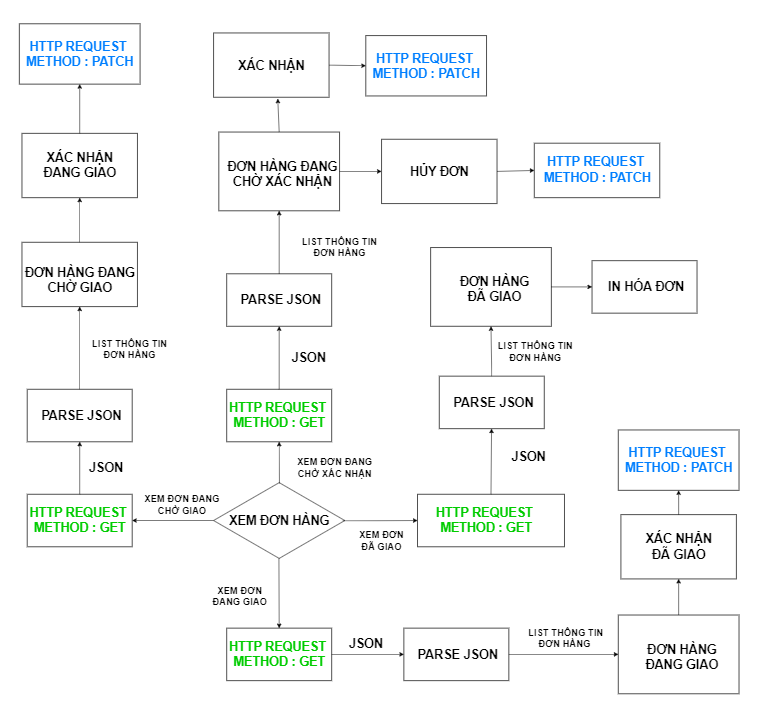 HTTP REQUEST
METHOD : PATCH
XÁC NHẬN
HTTP REQUEST
METHOD : PATCH
XÁC NHẬN
ĐANG GIAO
ĐƠN HÀNG ĐANG
CHỜ XÁC NHẬN
HỦY ĐƠN
HTTP REQUEST
METHOD : PATCH
LIST THÔNG TIN
ĐƠN HÀNG
ĐƠN HÀNG ĐANG
CHỜ GIAO
PARSE JSON
ĐƠN HÀNG
ĐÃ GIAO
IN HÓA ĐƠN
LIST THÔNG TIN
ĐƠN HÀNG
JSON
LIST THÔNG TIN
ĐƠN HÀNG
PARSE JSON
HTTP REQUEST
METHOD : GET
PARSE JSON
JSON
XEM ĐƠN ĐANG
CHỜ XÁC NHẬN
JSON
HTTP REQUEST
METHOD : PATCH
HTTP REQUEST
METHOD : GET
XEM ĐƠN ĐANG
CHỜ GIAO
XEM ĐƠN HÀNG
XEM ĐƠN
ĐÃ GIAO
HTTP REQUEST
METHOD : GET
XÁC NHẬN
ĐÃ GIAO
XEM ĐƠN
ĐANG GIAO
HTTP REQUEST
METHOD : GET
JSON
PARSE JSON
LIST THÔNG TIN
ĐƠN HÀNG
ĐƠN HÀNG
ĐANG GIAO